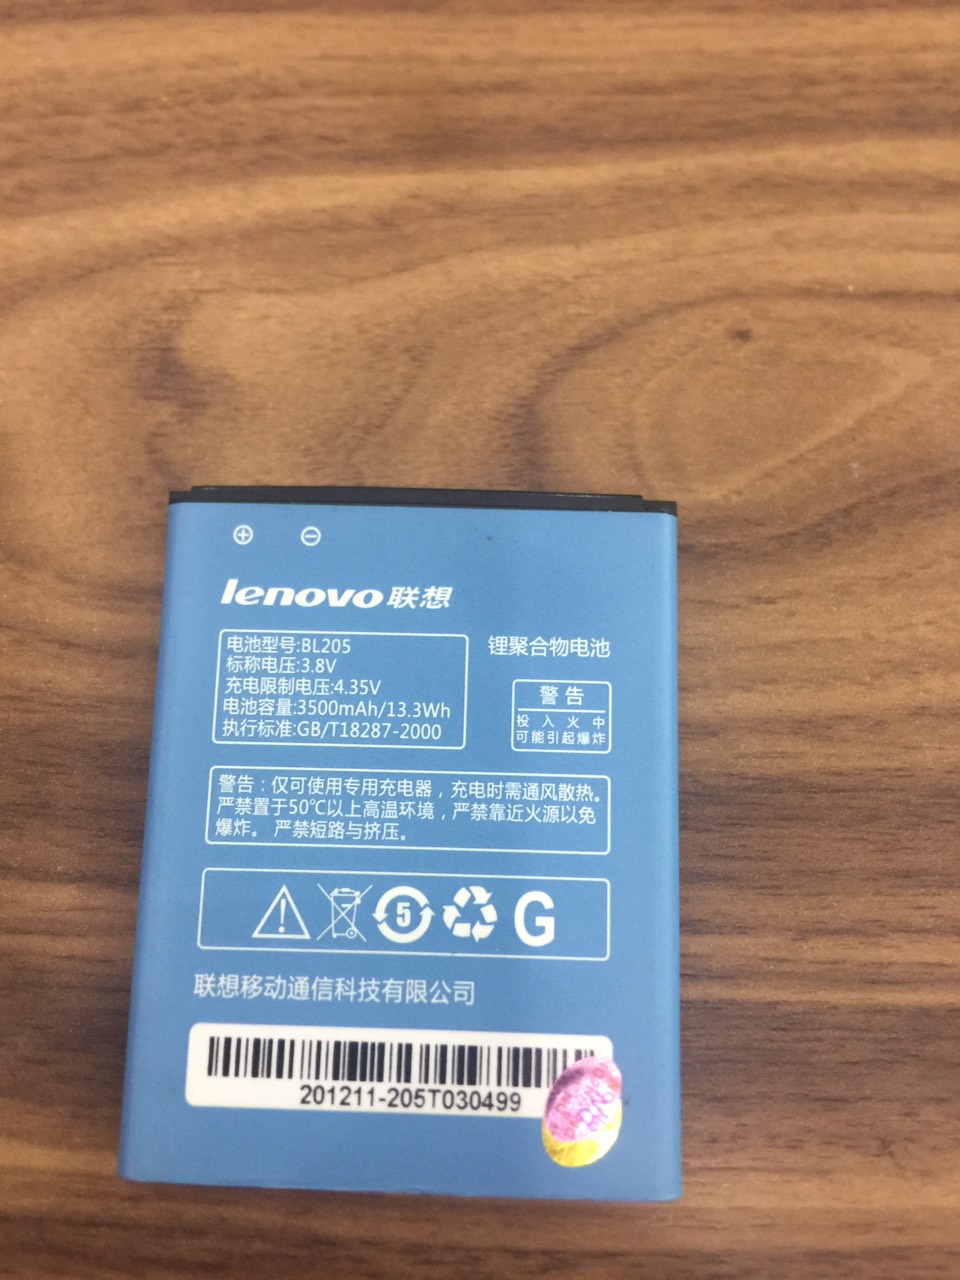 lenovo联想
电池型号:BL205
标称电压:3.8V
充电限制电压:4.35V
电池容量:3500mAh/13.3Wh
执行标准:GB/T18287-2000
锂聚合物电池
警告
投入火中
可能引起爆炸
警告：仅可使用专用充电器，充电时需通风散热。
严禁置于50℃以上高温环境，严禁靠近火源以免
爆炸。 严禁短路与挤压。
5 G
联想移动通信科技有限公司
201211-205T030499